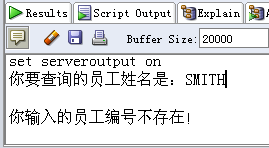 Results Script Output Explain A
Buffer Size: 20000
set serveroutput on
你要查询的员工姓名是：SMITH
你输入的员工编号不存在!